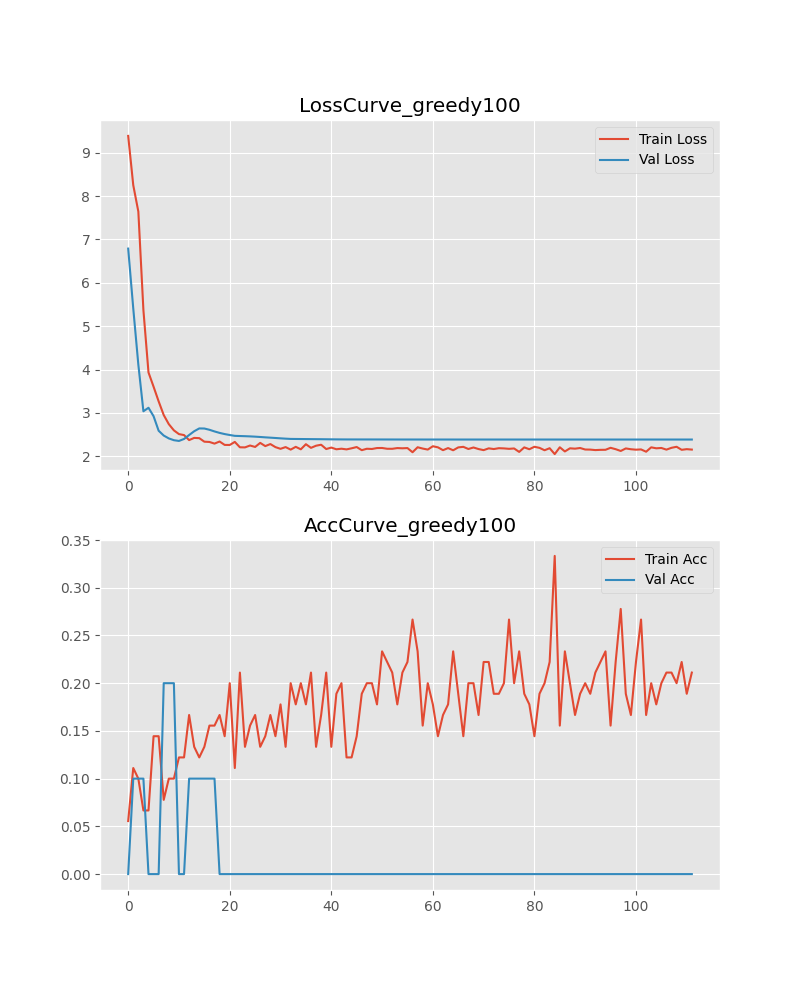 LossCurve_greedy100
Train Loss
Val Loss
9
8
7
6
5
4
3
2
0 20 40 60 80 100
AccCurve_greedy100
Train Acc
Val Acc
0.35
0.30
0.25
0.20
0.15
0.10
0.05
0.00
0 20 40 60 80 100